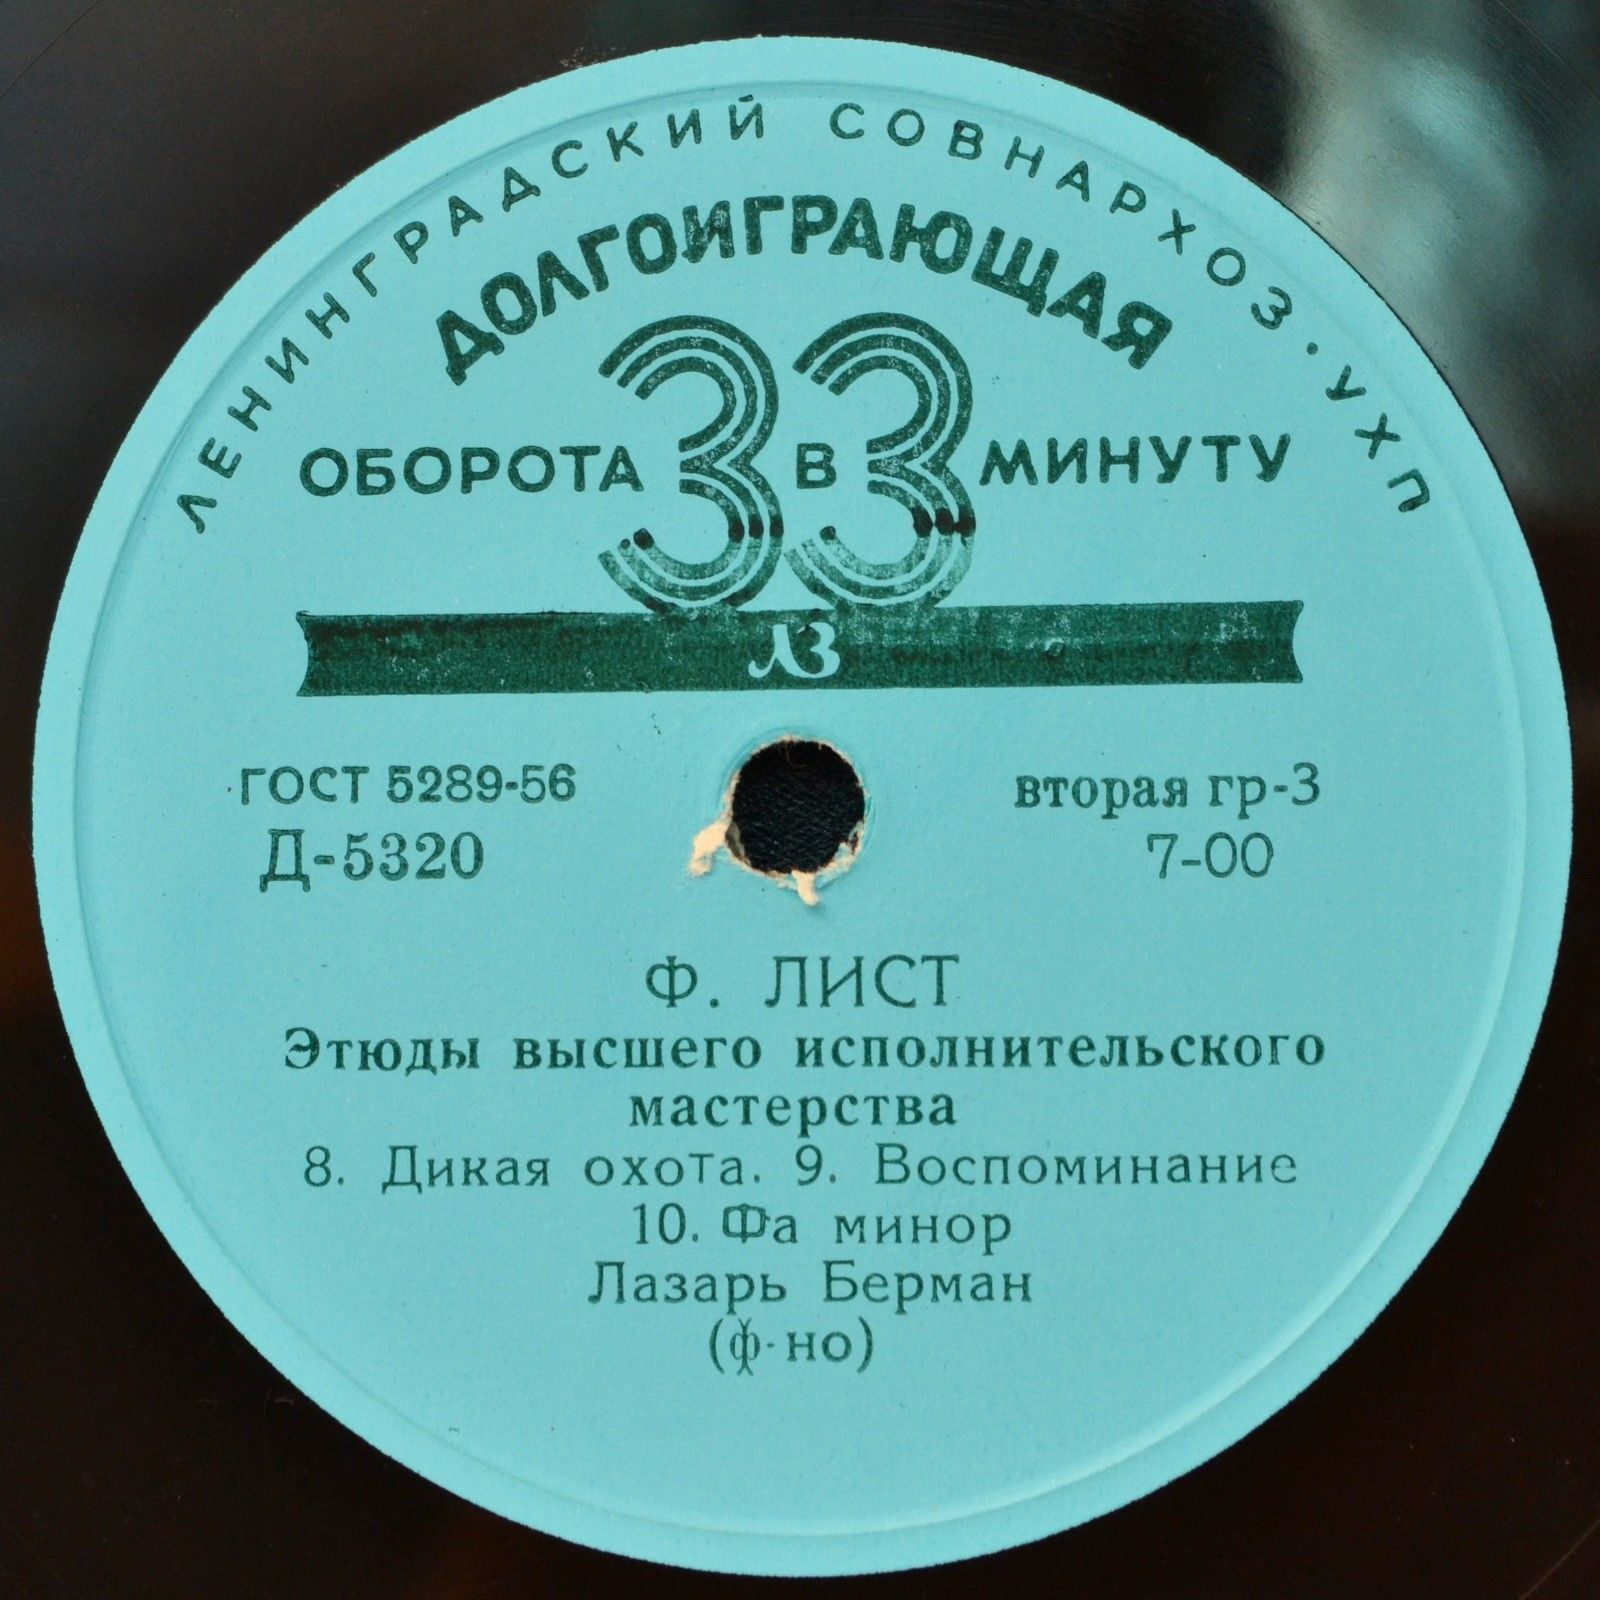 ЛЕНИНГРАДСКИЙ СОВНАРХОЗ · УХП
ДОЛГОИГРАЮЩАЯ
33
ОБОРОТА В МИНУТУ
ЛЗ
ГОСТ 5289-56
вторая гр-3
Д-5320
7-00
Ф. ЛИСТ
Этюды высшего исполнительского
мастерства
8. Дикая охота. 9. Воспоминание
10. Фа минор
Лазарь Берман
(ф-но)